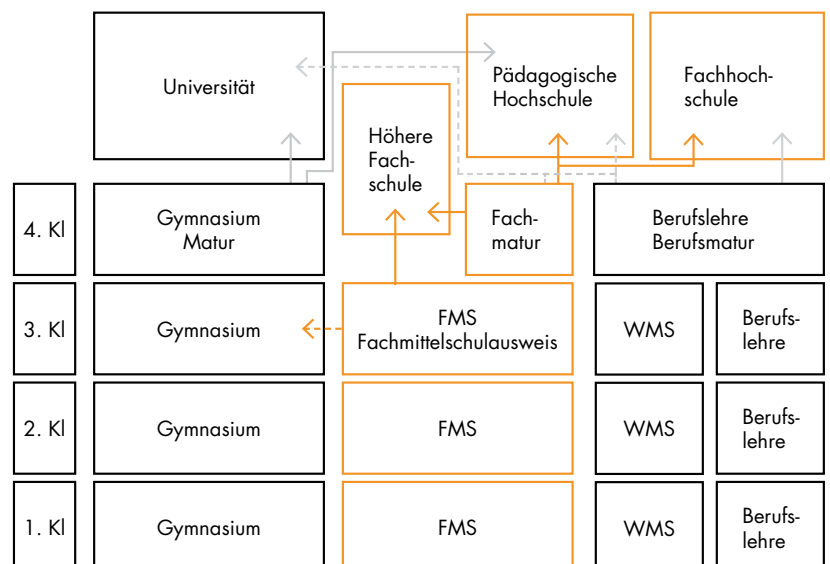 Universität
Pädagogische
Hochschule
Fachhoch-
schule
Höhere
Fach-
schule
4. Kl
Gymnasium
Matur
Fach-
matur
Berufslehre
Berufsmatur
3. Kl
Gymnasium
FMS
Fachmittelschulausweis
WMS
Berufs-
lehre
2. Kl
Gymnasium
FMS
WMS
Berufs-
lehre
1. Kl
Gymnasium
FMS
WMS
Berufs-
lehre